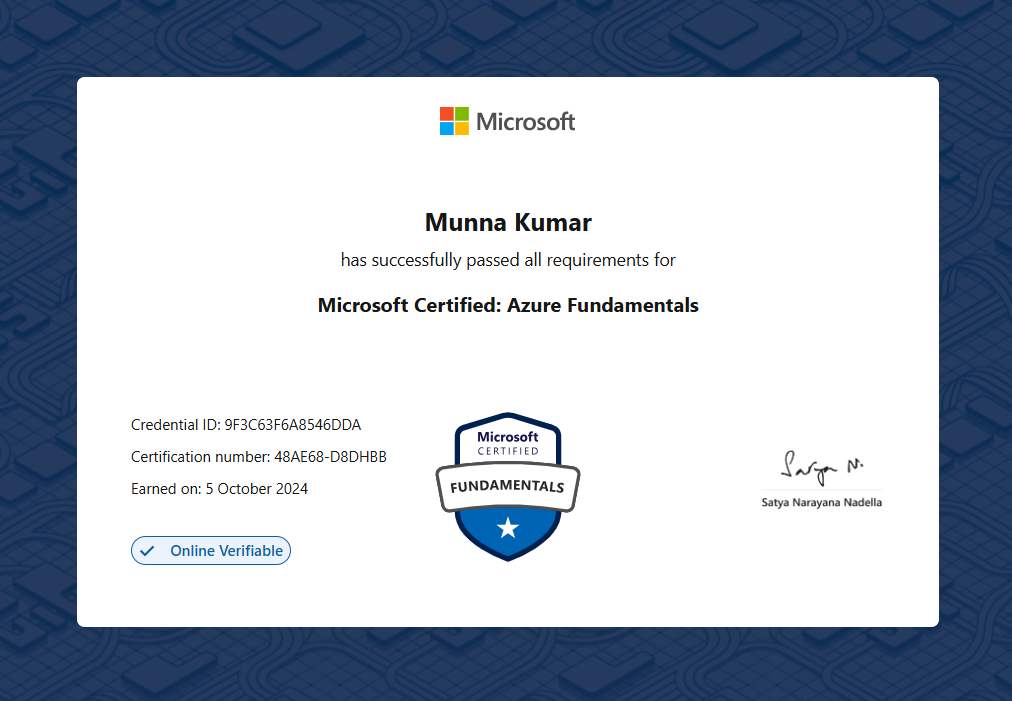 Microsoft
Munna Kumar
has successfully passed all requirements for
Microsoft Certified: Azure Fundamentals
Credential ID: 9F3C63F6A8546DDA
Certification number: 48AE68-D8DHBB
Earned on: 5 October 2024
Online Verifiable
Microsoft
CERTIFIED
FUNDAMENTALS
Satya N.
Satya Narayana Nadella